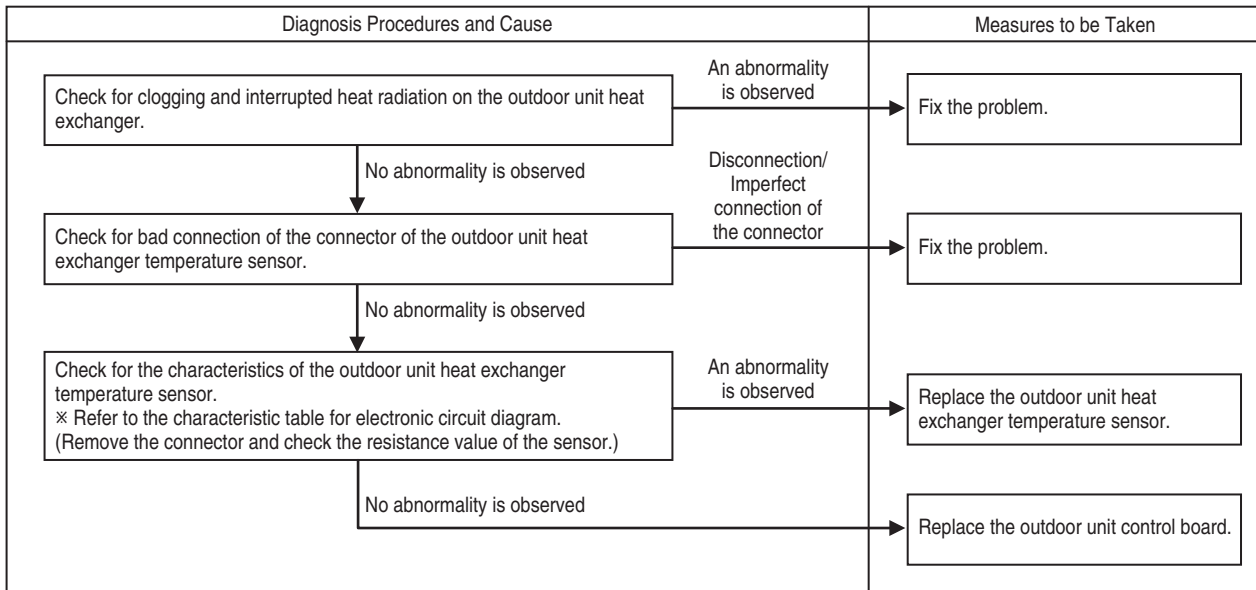 Diagnosis Procedures and Cause
Measures to be Taken
Check for clogging and interrupted heat radiation on the outdoor unit heat
exchanger.
An abnormality
is observed
Fix the problem.
No abnormality is observed
Check for bad connection of the connector of the outdoor unit heat
exchanger temperature sensor.
Disconnection/
Imperfect
connection of
the connector
Fix the problem.
No abnormality is observed
Check for the characteristics of the outdoor unit heat exchanger
temperature sensor.
※ Refer to the characteristic table for electronic circuit diagram.
(Remove the connector and check the resistance value of the sensor.)
An abnormality
is observed
Replace the outdoor unit heat
exchanger temperature sensor.
No abnormality is observed
Replace the outdoor unit control board.